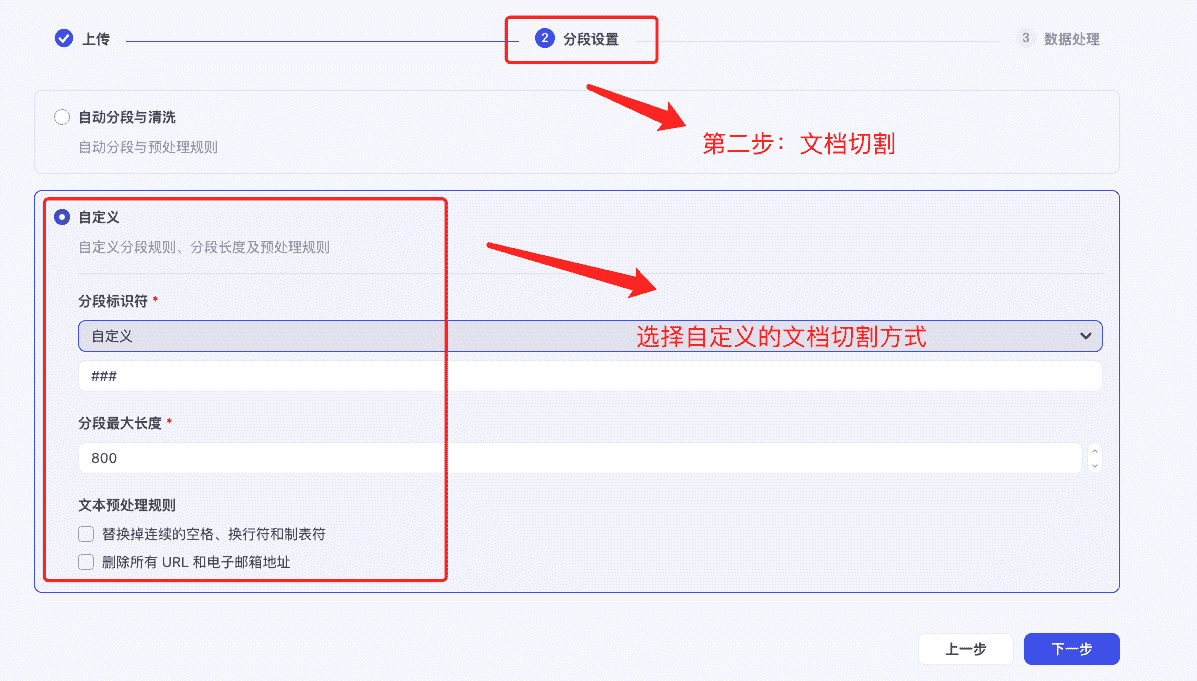 上传
2 分段设置
3 数据处理
自动分段与清洗
自动分段与预处理规则
第二步：文档切割
自定义
自定义分段规则、分段长度及预处理规则
分段标识符 *
自定义
选择自定义的文档切割方式
###
分段最大长度 *
800
文本预处理规则
替换掉连续的空格、换行符和制表符
删除所有 URL 和电子邮箱地址
上一步
下一步